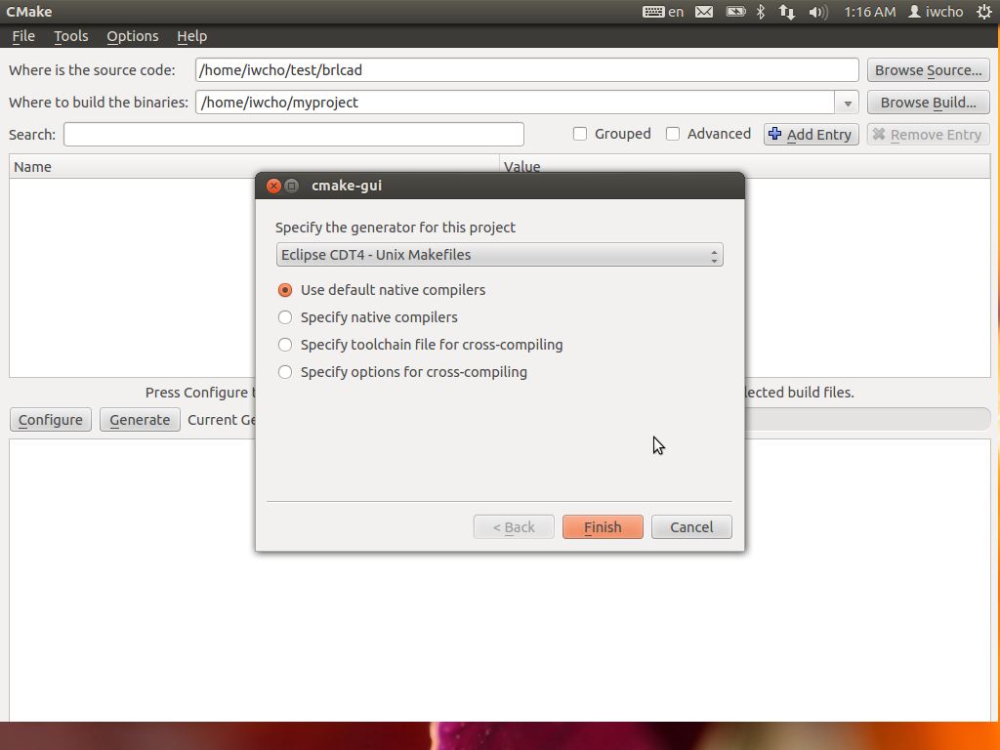 CMake en 1:16 AM iwcho
File Tools Options Help
Where is the source code: /home/iwcho/test/brlcad Browse Source...
Where to build the binaries: /home/iwcho/myproject Browse Build...
Search: Grouped Advanced Add Entry Remove Entry
Name Value
cmake-gui
Specify the generator for this project
Eclipse CDT4 - Unix Makefiles
Use default native compilers
Specify native compilers
Specify toolchain file for cross-compiling
Specify options for cross-compiling
Press Configure t lected build files.
Configure Generate Current Ge
< Back Finish Cancel